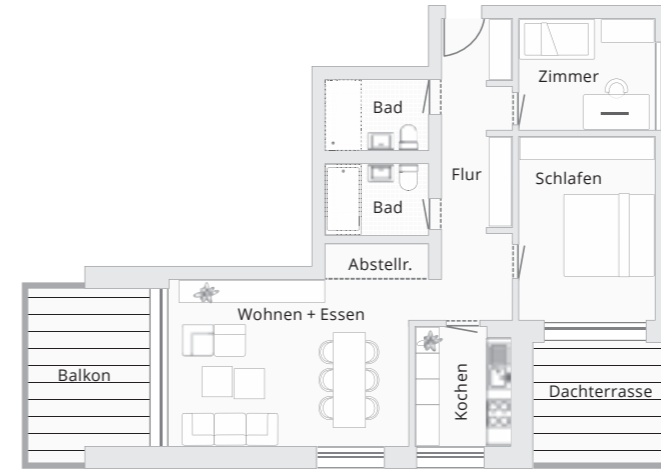 Zimmer
Bad
Flur
Schlafen
Bad
Abstellr.
Wohnen + Essen
Balkon
Kochen
Dachterrasse